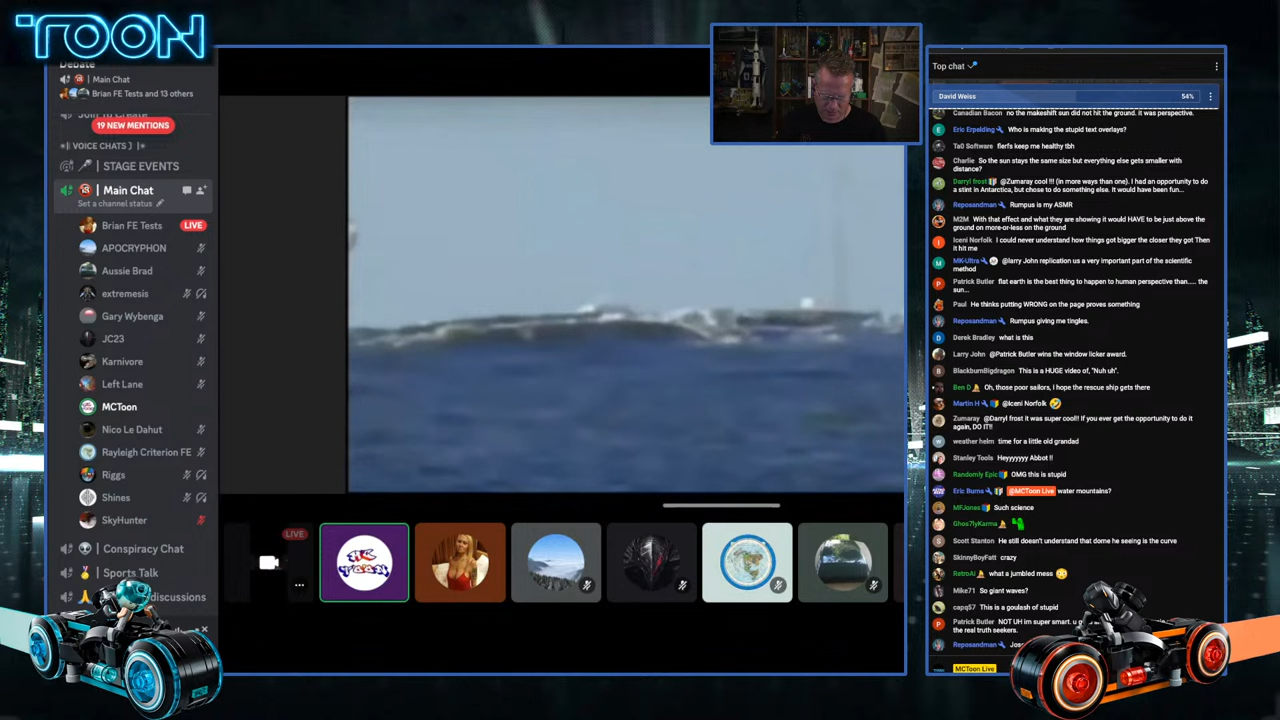 TOON
Debate
Main Chat
Brian FE Tests and 13 others
Join To Create
19 NEW MENTIONS
VOICE CHATS
STAGE EVENTS
Main Chat
Set a channel status
Brian FE Tests
LIVE
APOCRYPHON
Aussie Brad
extremesis
Gary Wybenga
JC23
Karnivore
Left Lane
MCToon
Nico Le Dahut
Rayleigh Criterion FE
Riggs
Shines
SkyHunter
Conspiracy Chat
Sports Talk
discussions
LIVE
Top chat
David Weiss
54%
Canadian Bacon no the makeshift sun did not hit the ground. it was perspective.
Eric Erpelding Who is making the stupid text overlays?
Ta0 Software flerfs keep me healthy tbh
Charlie So the sun stays the same size but everything else gets smaller with
distance?
Darryl frost @Zumaray cool !!! (in more ways than one). I had an opportunity to do
a stint in Antarctica, but chose to do something else. It would have been fun...
Reposandman Rumpus is my ASMR
M2M With that effect and what they are showing it would HAVE to be just above the
ground on more-or-less on the ground
Iceni Norfolk I could never understand how things got bigger the closer they got Then
it hit me
MK-Ultra @larry John replication us a very important part of the scientific
method
Patrick Butler flat earth is the best thing to happen to human perspective than..... the
sun...
Paul He thinks putting WRONG on the page proves something
Reposandman Rumpus giving me tingles.
Derek Bradley what is this
Larry John @Patrick Butler wins the window licker award.
BlackburnBigdragon This is a HUGE video of, "Nuh uh".
Ben D Oh, those poor sailors, I hope the rescue ship gets there
Martin H @Iceni Norfolk
Zumaray @Darryl frost it was super cool!! If you ever get the opportunity to do it
again, DO IT!!
weather helm time for a little old grandad
Stanley Tools Heyyyyyy Abbot !!
Randomly Epic OMG this is stupid
Eric Burns @MCToon Live water mountains?
MFJones Such science
Ghos7lyKarma
Scott Stanton He still doesn't understand that dome he seeing is the curve
SkinnyBoyFatt crazy
RetroAi what a jumbled mess
Mike71 So giant waves?
capq57 This is a goulash of stupid
Patrick Butler NOT UH im super smart. u g
the real truth seekers.
Reposandman
MCToon Live